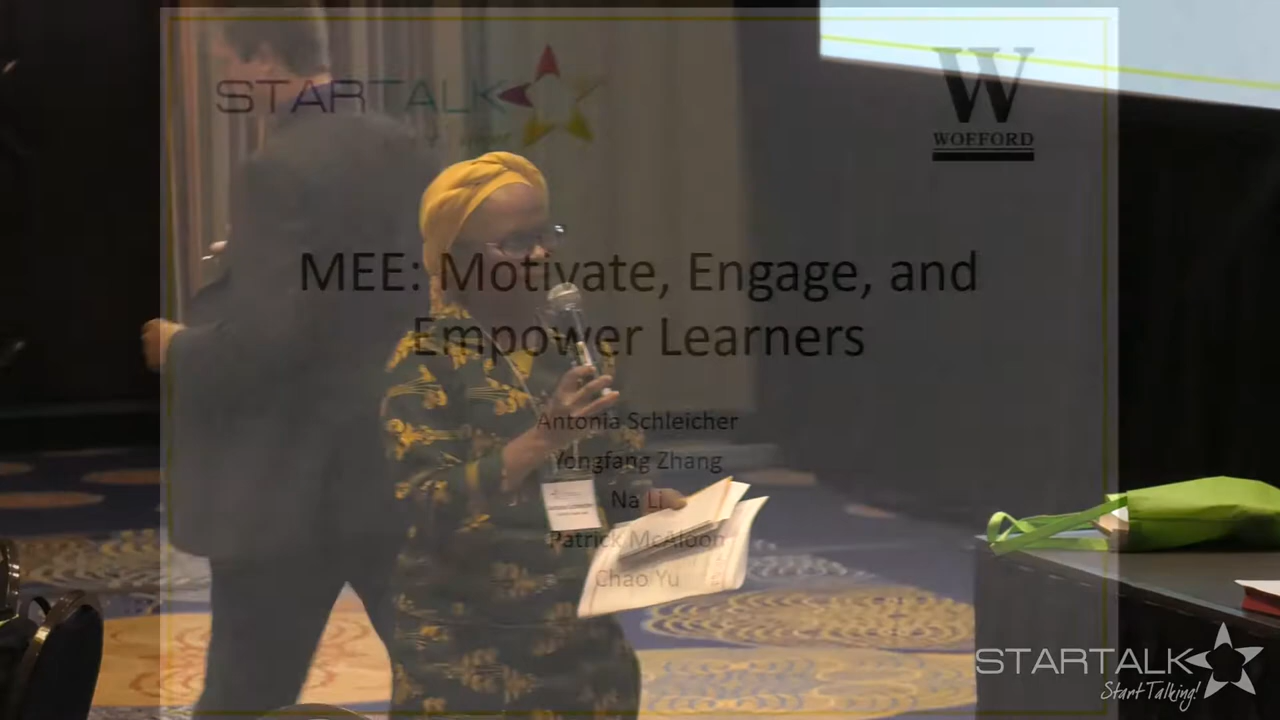 STARTALK
WOFFORD
MEE: Motivate, Engage, and
Empower Learners
Antonia Schleicher
Yongfang Zhang
Na Li
Patrick McAloon
Chao Yu
STARTALK
Start Talking!